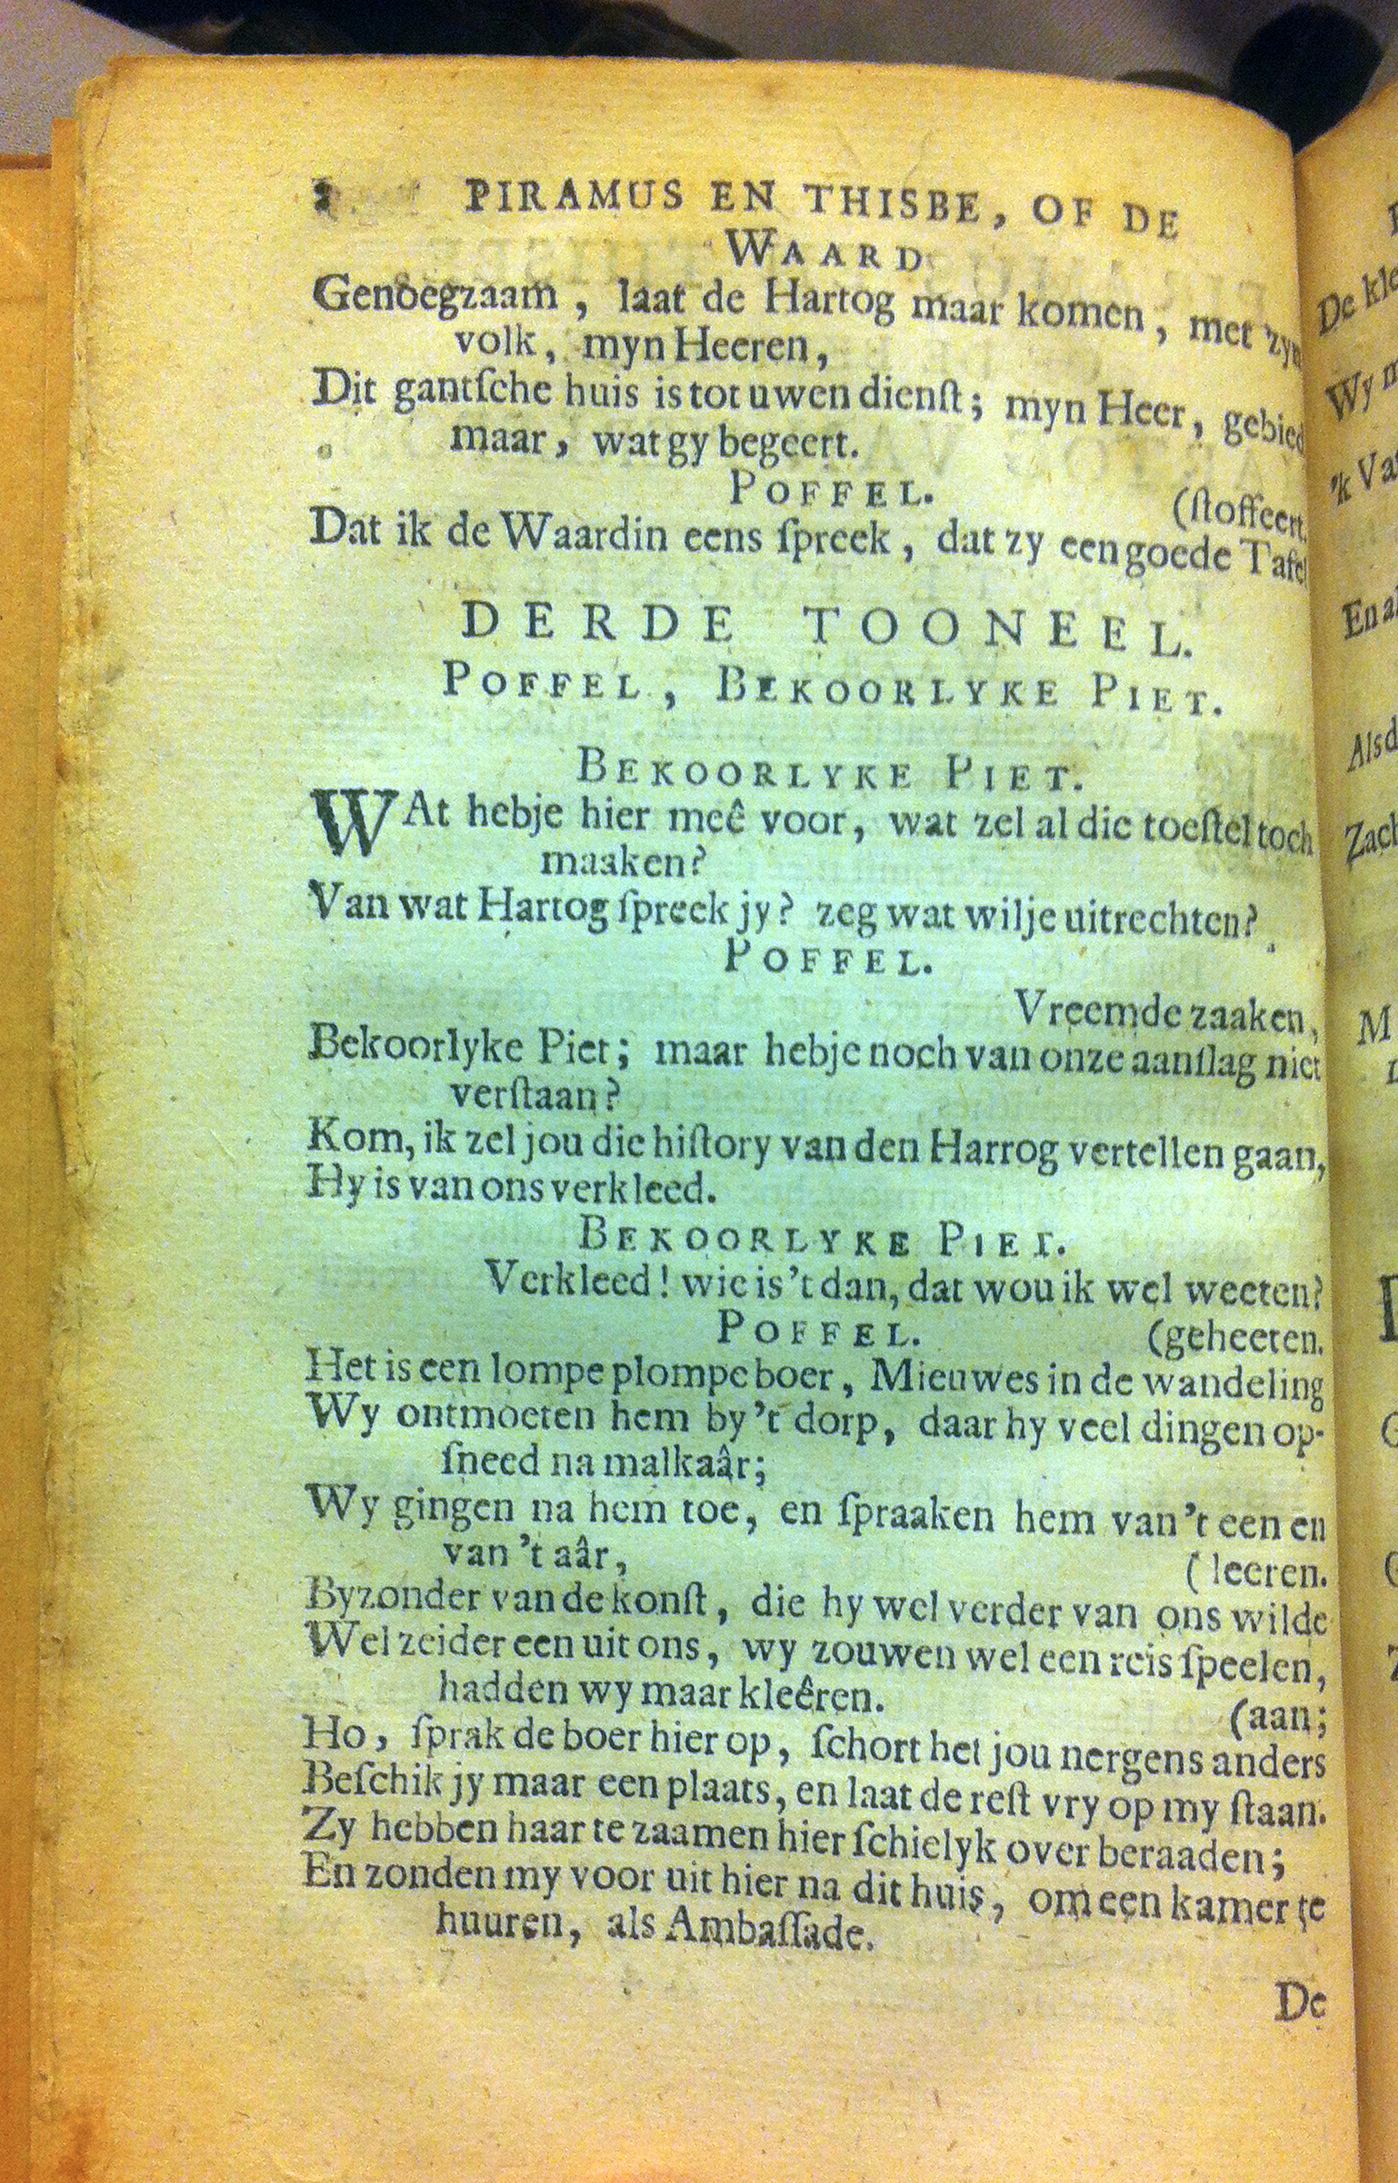 2 PIRAMUS EN THISBE, OF DE
WAARD
Genoegzaam, laat de Hartog maar komen, met zyn
volk, myn Heeren,
Dit gantſche huis is tot uwen dienſt; myn Heer, gebied
maar, wat gy begeert.
POFFEL.
(ſtoffeert.
Dat ik de Waardin eens ſpreek, dat zy een goede Tafel
DERDE TOONEEL.
POFFEL, BEKOORLYKE PIET.
BEKOORLYKE PIET.
WAt hebje hier meê voor, wat zel al die toeſtel toch
maaken?
Van wat Hartog ſpreek jy? zeg wat wilje uitrechten?
POFFEL.
Vreemde zaaken,
Bekoorlyke Piet; maar hebje noch van onze aanſlag niet
verſtaan?
Kom, ik zel jou die hiſtory van den Harrog vertellen gaan,
Hy is van ons verkleed.
BEKOORLYKE PIET.
Verkleed! wie is 't dan, dat wou ik wel weeten?
POFFEL.
(geheeten.
Het is een lompe plompe boer, Mieuwes in de wandeling
Wy ontmoeten hem by 't dorp, daar hy veel dingen op-
ſneed na malkaâr;
Wy gingen na hem toe, en ſpraaken hem van 't een en
van 't aâr,
(leeren.
Byzonder van de konſt, die hy wel verder van ons wilde
Wel zeider een uit ons, wy zouwen wel een reis ſpeelen,
hadden wy maar kleêren.
(aan;
Ho, ſprak de boer hier op, ſchort het jou nergens anders
Beſchik jy maar een plaats, en laat de reſt vry op my ſtaan.
Zy hebben haar te zaamen hier ſchielyk over beraaden;
En zonden my voor uit hier na dit huis, om een kamer te
huuren, als Ambaſſade.
De
De kle
Wy m
'k
En al
Als d
Zach
M